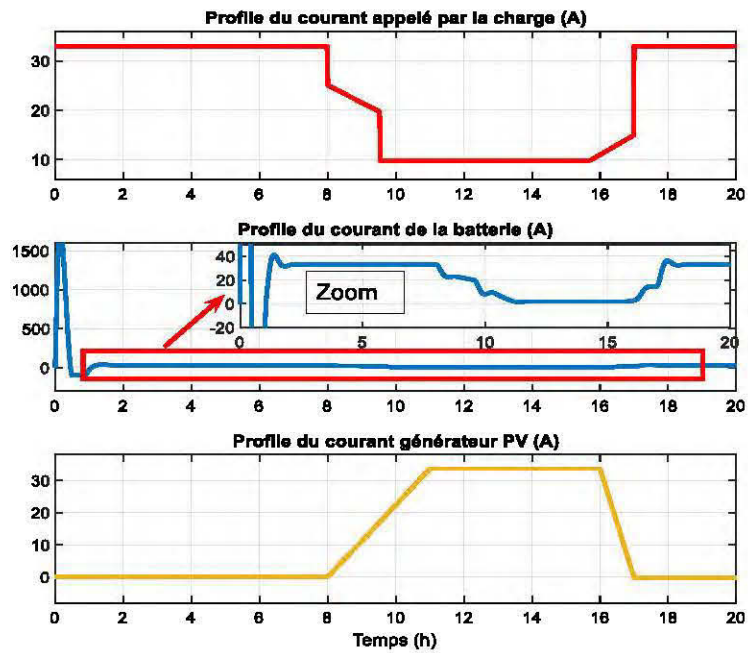 Profile du courant appelé par la charge (A)
30
20
10
0 2 4 6 8 10 12 14 16 18 20
Profile du courant de la batterie (A)
1500
1000
500
0
40
20
0
-20
Zoom
0 5 10 15 20
0 2 4 6 8 10 12 14 16 18 20
Profile du courant générateur PV (A)
30
20
10
0
0 2 4 6 8 10 12 14 16 18 20
Temps (h)